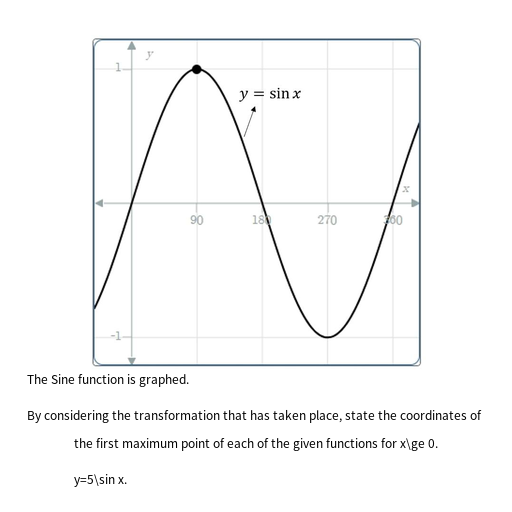 y
1
y = sin x
x
90
180
270
360
-1
The Sine function is graphed.
By considering the transformation that has taken place, state the coordinates of
the first maximum point of each of the given functions for x\ge 0.
y=5\sin x.